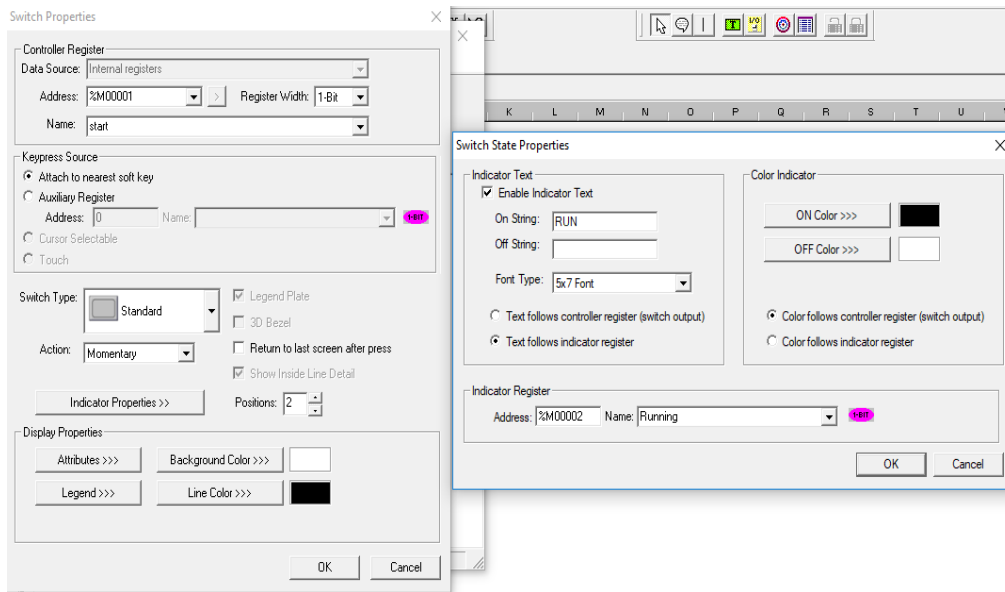 Switch Properties
Controller Register
Data Source: Internal registers
Address: %M00001 > Register Width: 1-Bit
Name: start
Keypress Source
Attach to nearest soft key
Auxiliary Register
Address: 0 Name: 1-BIT
Cursor Selectable
Touch
Switch Type: Standard
Legend Plate
3D Bezel
Action: Momentary
Return to last screen after press
Show Inside Line Detail
Indicator Properties >> Positions: 2
Display Properties
Attributes >>> Background Color >>>
Legend >>> Line Color >>>
OK Cancel
T I/O
K L M N O P Q R S T U
Switch State Properties
Indicator Text
Enable Indicator Text
On String: RUN
Off String:
Font Type: 5x7 Font
Text follows controller register (switch output)
Text follows indicator register
Color Indicator
ON Color >>>
OFF Color >>>
Color follows controller register (switch output)
Color follows indicator register
Indicator Register
Address: %M00002 Name: Running 1-BIT
OK Cancel